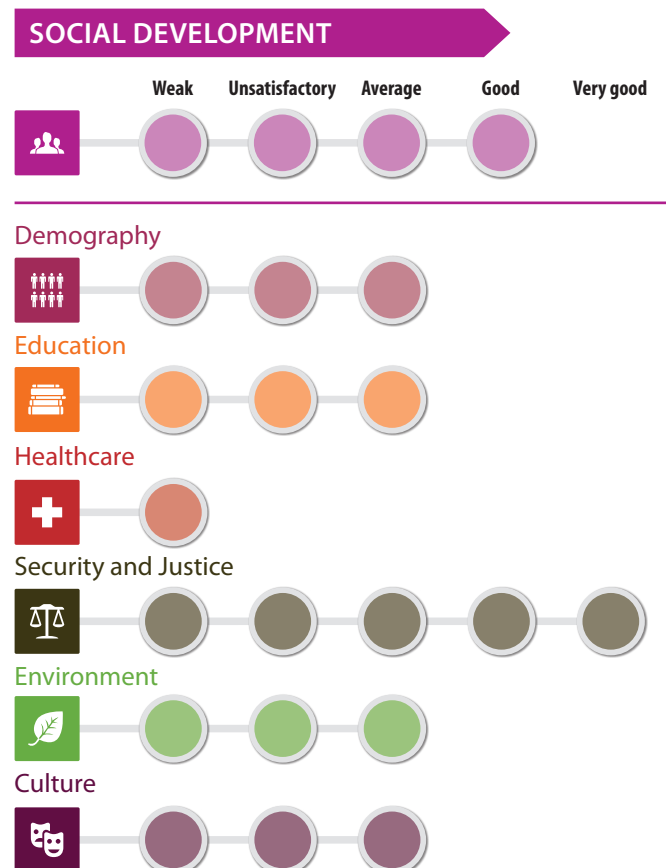 SOCIAL DEVELOPMENT
Weak Unsatisfactory Average Good Very good
Demography
Education
Healthcare
Security and Justice
Environment
Culture